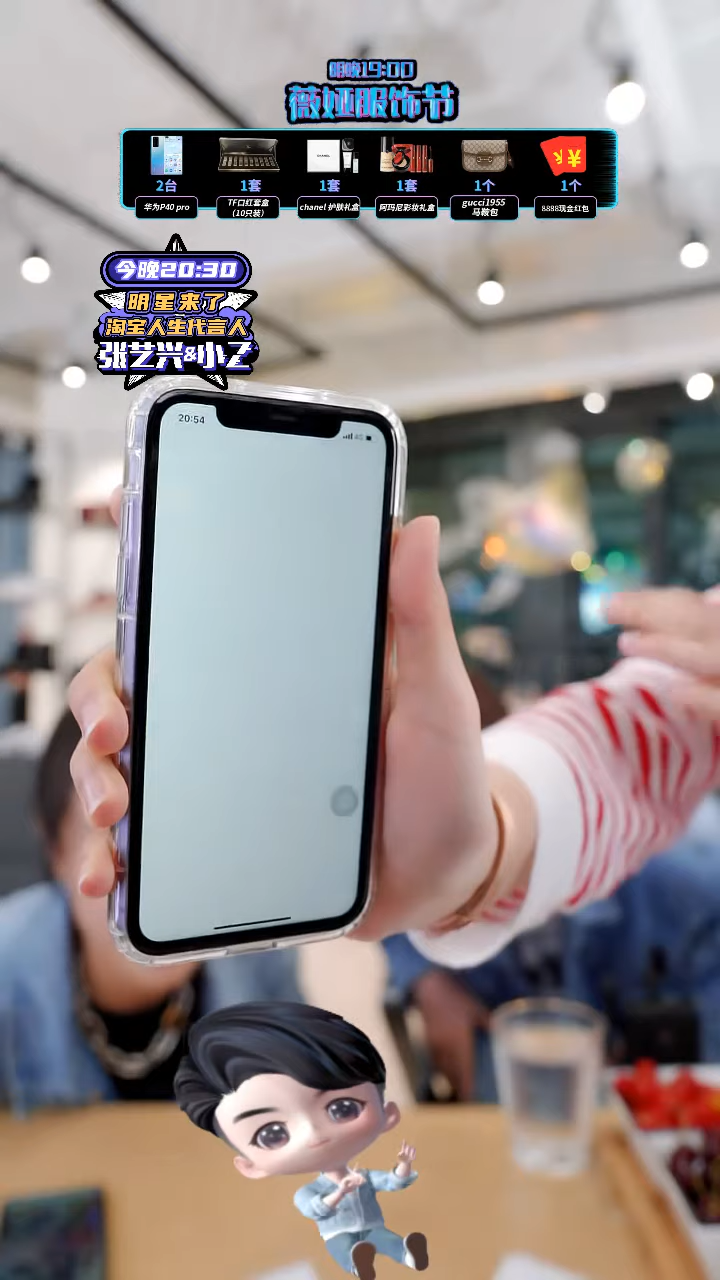 明晚19:00
薇娅服饰节
2台
1套
1套
1套
1个
1个
华为P40 pro
TF口红套盒
(10只装)
CHANEL
chanel 护肤礼盒
阿玛尼彩妆礼盒
gucci1955
马鞍包
8888现金红包
¥ ¥
今晚20:30
明星来了
淘宝人生代言人
张艺兴&小Z
20:54
4G